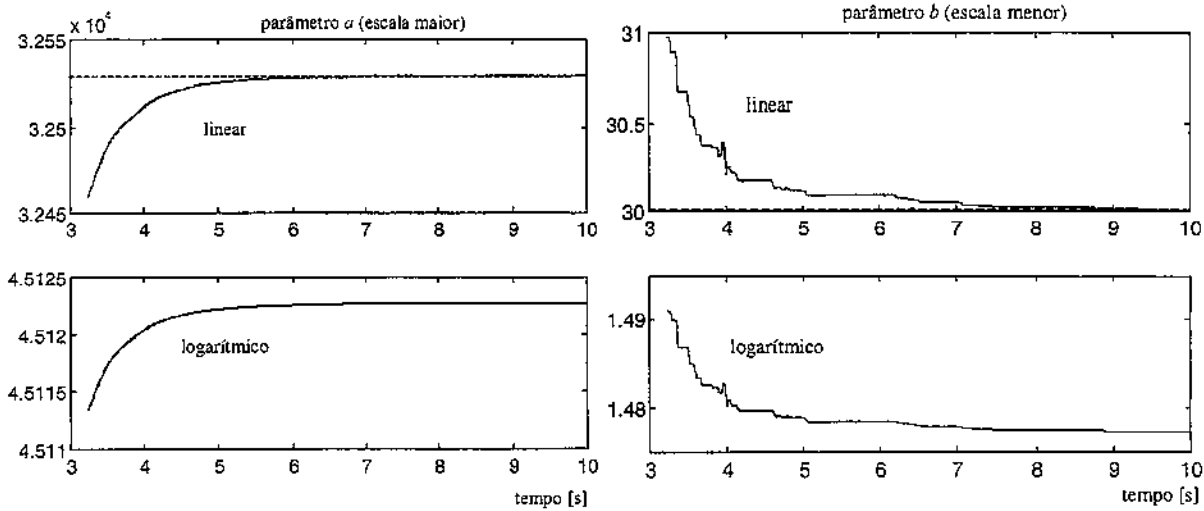 parâmetro a (escala maior)
x 10⁴
3.255
3.25
3.245
linear
3 4 5 6 7 8 9 10
parâmetro b (escala menor)
31
30.5
30
linear
3 4 5 6 7 8 9 10
4.5125
4.512
4.5115
4.511
logarítmico
3 4 5 6 7 8 9 10
tempo [s]
1.49
1.48
logarítmico
3 4 5 6 7 8 9 10
tempo [s]